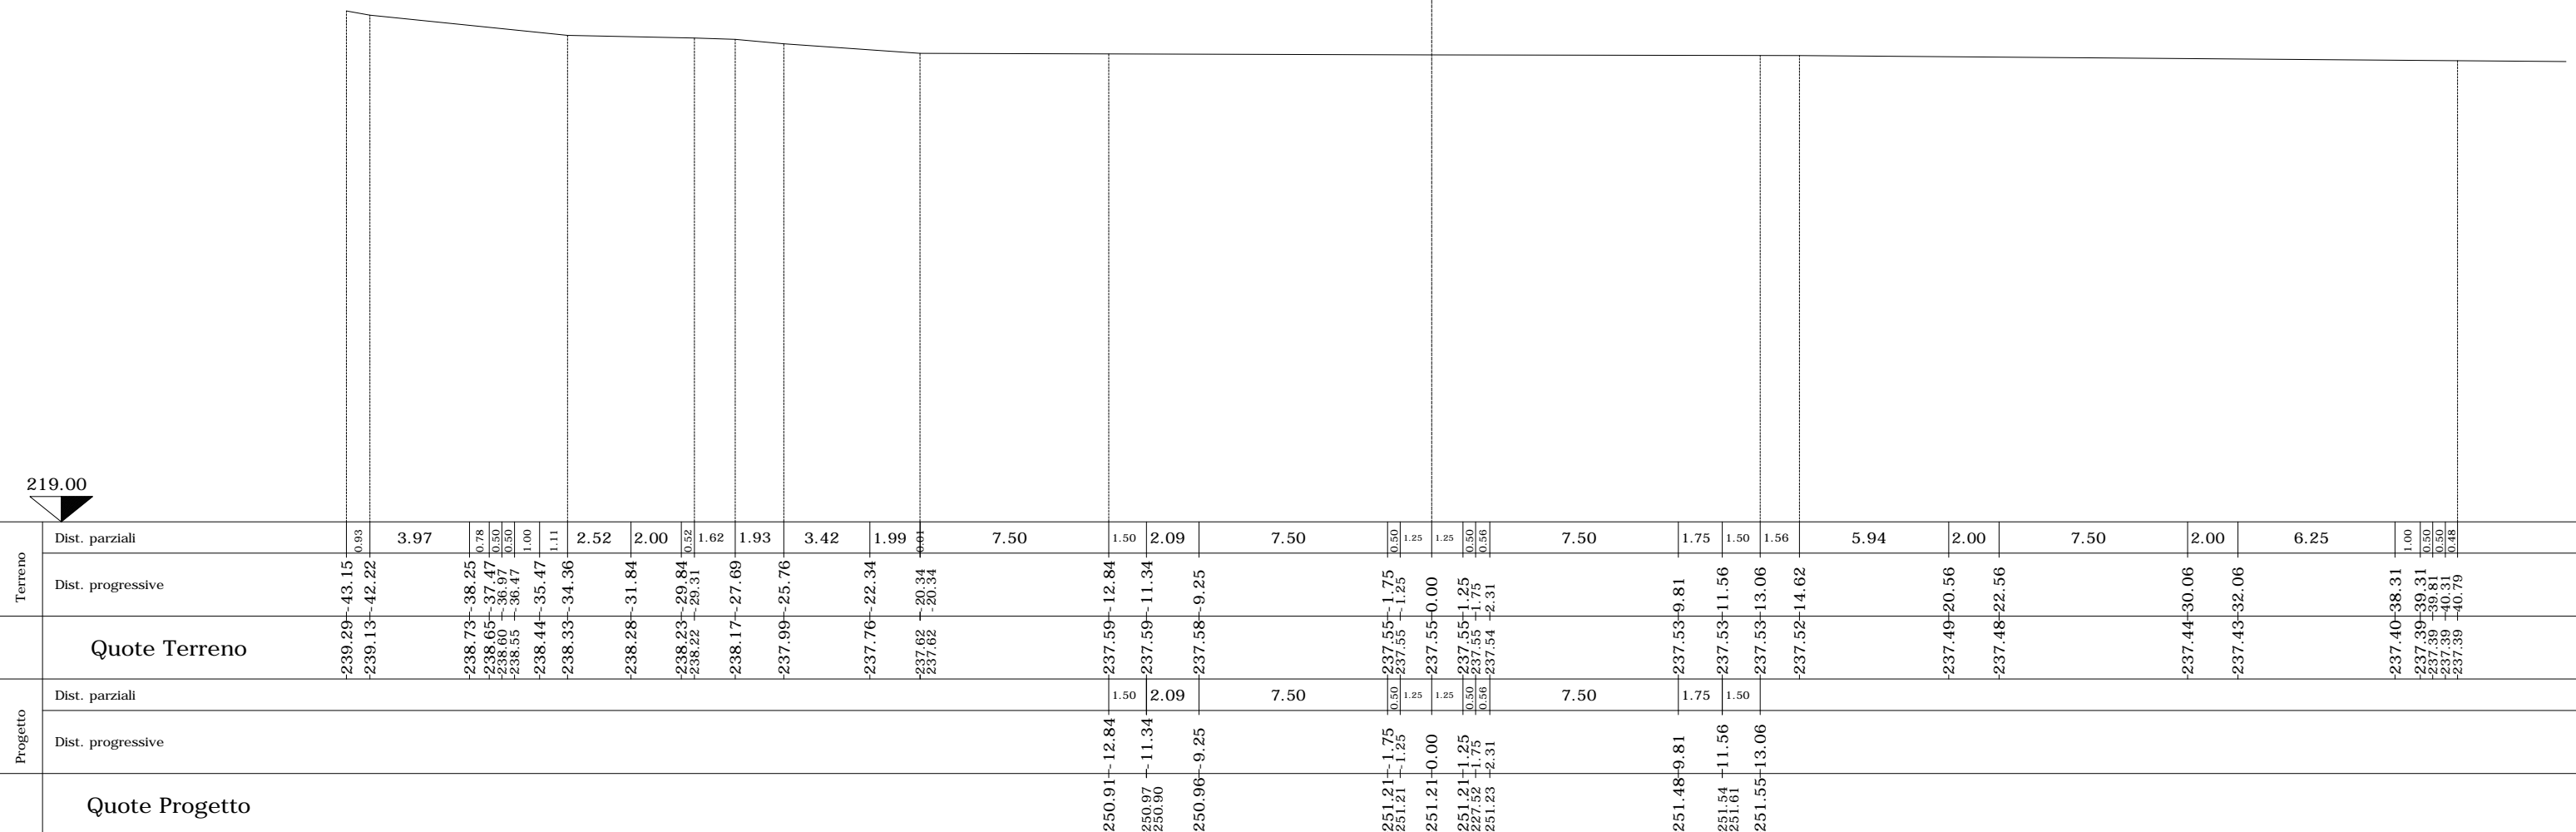 219.00
Terreno
Dist. parziali
0.93 3.97 0.78 0.50 0.50 1.00 1.11 2.52 2.00 0.52 1.62 1.93 3.42 1.99 0.01 7.50 1.50 2.09 7.50 0.50 1.25 1.25 0.50 0.56 7.50 1.75 1.50 1.56 5.94 2.00 7.50 2.00 6.25 1.00 0.50 0.50 0.48
Dist. progressive
-43.15 -42.22 -38.25 -37.47 -36.97 -36.47 -35.47 -34.36 -31.84 -29.84 -29.31 -27.69 -25.76 -22.34 -20.34 -20.34 -12.84 -11.34 -9.25 -1.75 -1.25 0.00 1.25 1.75 2.31 9.81 11.56 13.06 14.62 20.56 22.56 30.06 32.06 38.31 39.31 39.81 40.31 40.79
Quote Terreno
239.29 239.13 238.73 238.65 238.60 238.55 238.44 238.33 238.28 238.23 238.22 238.17 237.99 237.76 237.62 237.62 237.59 237.59 237.58 237.55 237.55 237.55 237.55 237.55 237.54 237.53 237.53 237.53 237.52 237.49 237.48 237.44 237.43 237.40 237.39 237.39 237.39 237.39
Progetto
Dist. parziali
1.50 2.09 7.50 0.50 1.25 1.25 0.50 0.56 7.50 1.75 1.50
Dist. progressive
-12.84 -11.34 -9.25 -1.75 -1.25 0.00 1.25 1.75 2.31 9.81 11.56 13.06
Quote Progetto
250.91 250.97 250.90 250.96 251.21 251.21 251.21 251.21 227.52 251.23 251.48 251.54 251.61 251.55